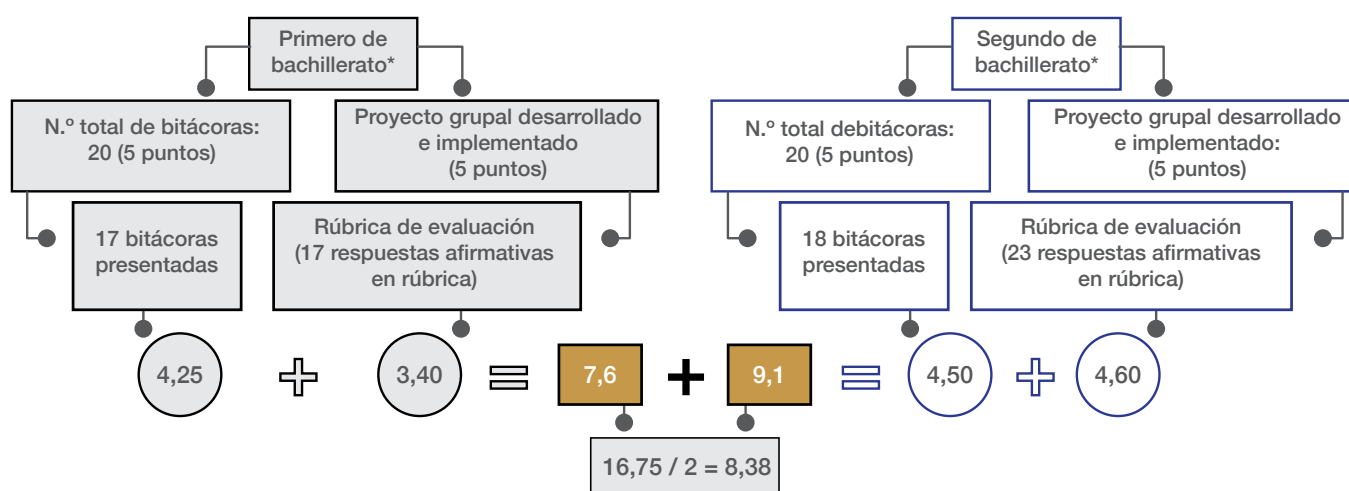 Primero de
bachillerato*
N.º total de bitácoras:
20 (5 puntos)
Proyecto grupal desarrollado
e implementado
(5 puntos)
17 bitácoras
presentadas
Rúbrica de evaluación
(17 respuestas afirmativas
en rúbrica)
Segundo de
bachillerato*
N.º total debitácoras:
20 (5 puntos)
Proyecto grupal desarrollado
e implementado:
(5 puntos)
18 bitácoras
presentadas
Rúbrica de evaluación
(23 respuestas afirmativas
en rúbrica)
4,25 + 3,40 = 7,6 + 9,1 = 4,50 + 4,60
16,75 / 2 = 8,38